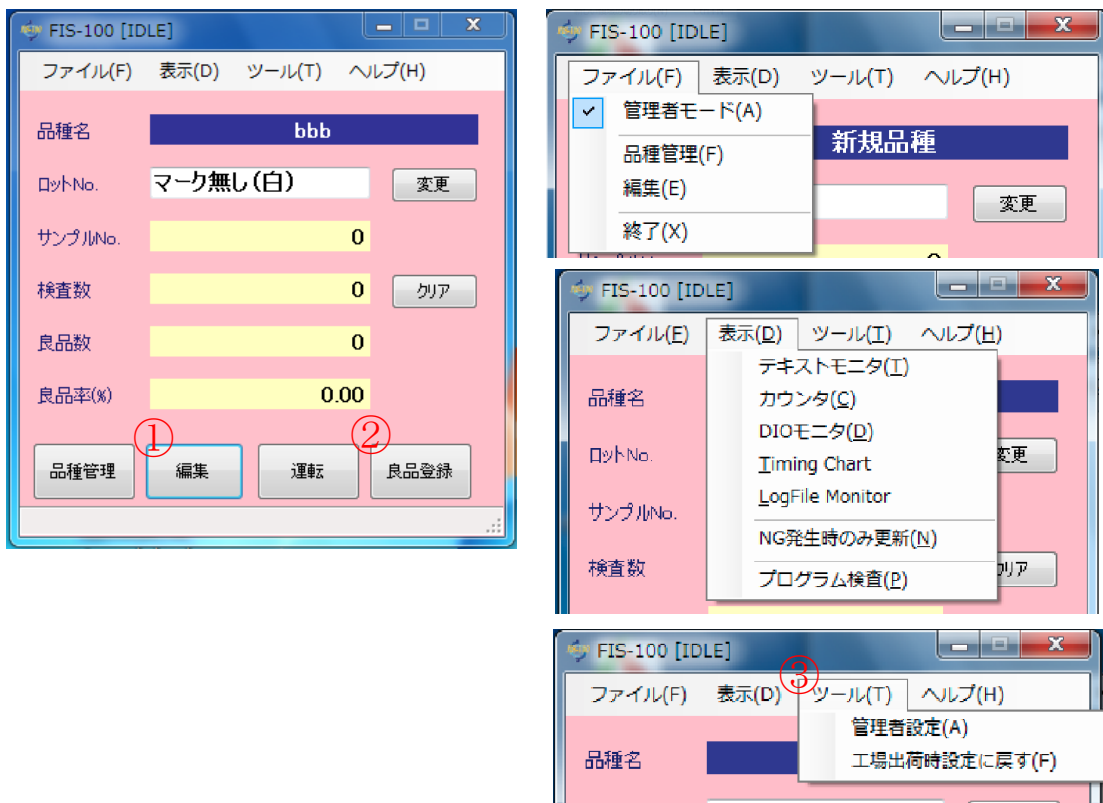 FIS-100 [IDLE]
ファイル(F) 表示(D) ツール(T) ヘルプ(H)
品種名 bbb
ロットNo. マーク無し(白) 変更
サンプルNo. 0
検査数 0 クリア
良品数 0
良品率(%) 0.00
① ②
品種管理 編集 運転 良品登録
FIS-100 [IDLE]
ファイル(F) 表示(D) ツール(T) ヘルプ(H)
管理者モード(A)
新規品種
品種管理(F)
編集(E)
変更
終了(X)
FIS-100 [IDLE]
ファイル(F) 表示(D) ツール(T) ヘルプ(H)
テキストモニタ(T)
品種名 カウンタ(C)
DIOモニタ(D)
ロットNo. Timing Chart 変更
LogFile Monitor
サンプルNo.
NG発生時のみ更新(N)
検査数 プログラム検査(P) クリア
FIS-100 [IDLE]
③
ファイル(F) 表示(D) ツール(T) ヘルプ(H)
管理者設定(A)
品種名 工場出荷時設定に戻す(F)